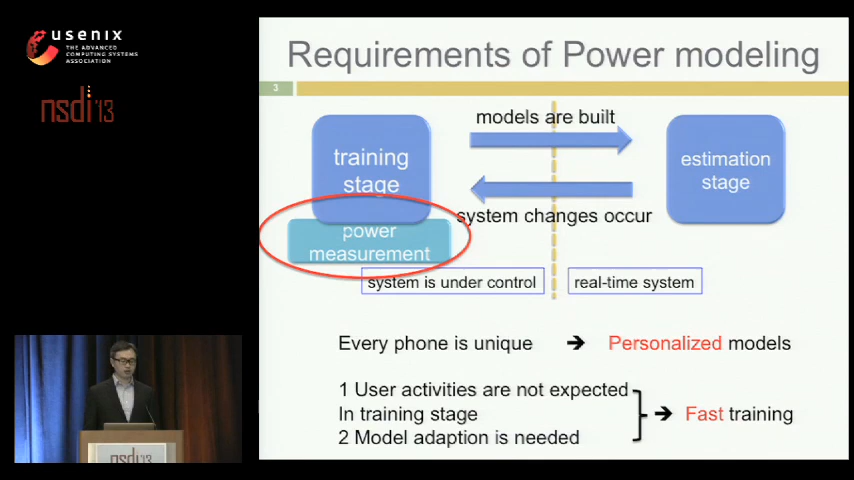 usenix
THE ADVANCED
COMPUTING SYSTEMS
ASSOCIATION
nsdi '13
Requirements of Power modeling
3
models are built
training
stage
estimation
stage
system changes occur
power
measurement
system is under control
real-time system
Every phone is unique ➔ Personalized models
1 User activities are not expected
In training stage
➔ Fast training
2 Model adaption is needed
nsdi '13